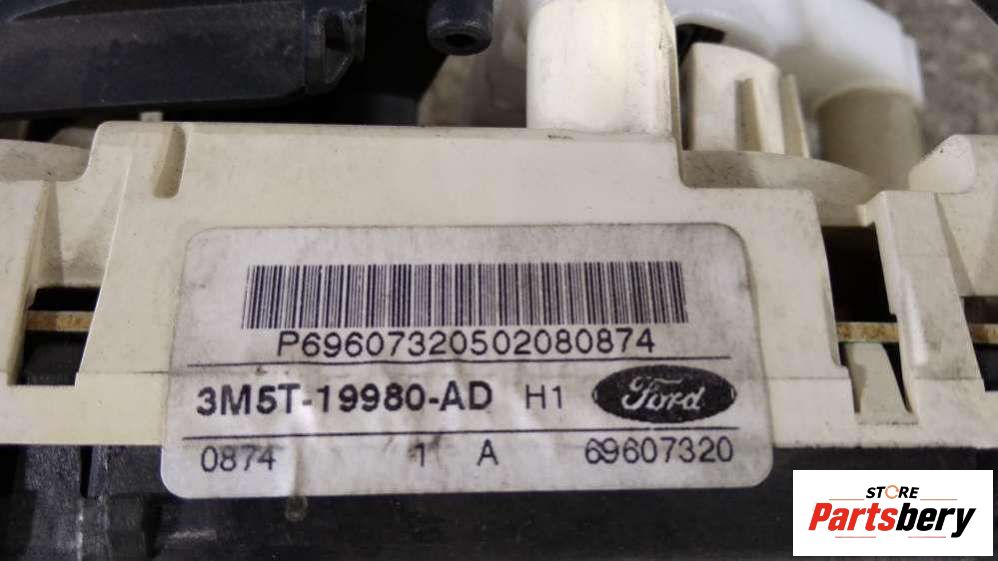 P69607320502080874
3M5T-19980-AD H1 Ford
0874 1 A 69607320
STORE
Partsbery